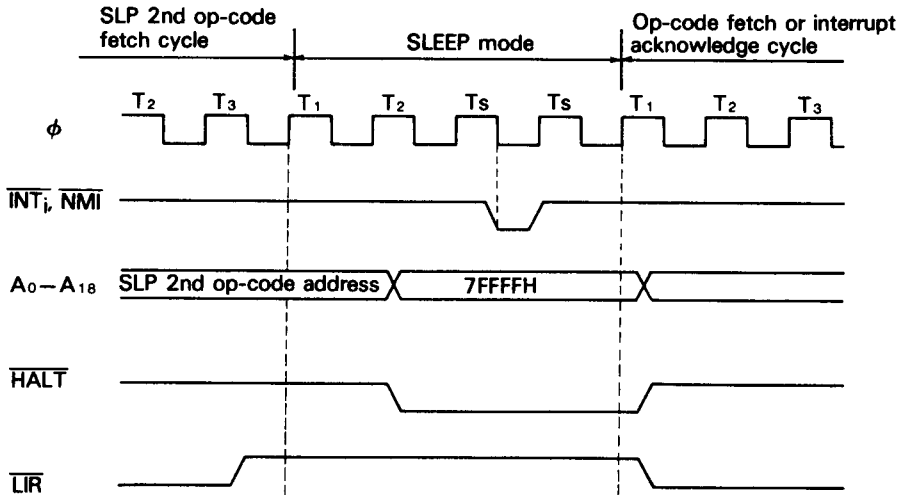 SLP 2nd op-code
fetch cycle
SLEEP mode
Op-code fetch or interrupt
acknowledge cycle
T2 T3 T1 T2 Ts Ts T1 T2 T3
φ
INTi, NMI
A0–A18 SLP 2nd op-code address 7FFFFH
HALT
LIR